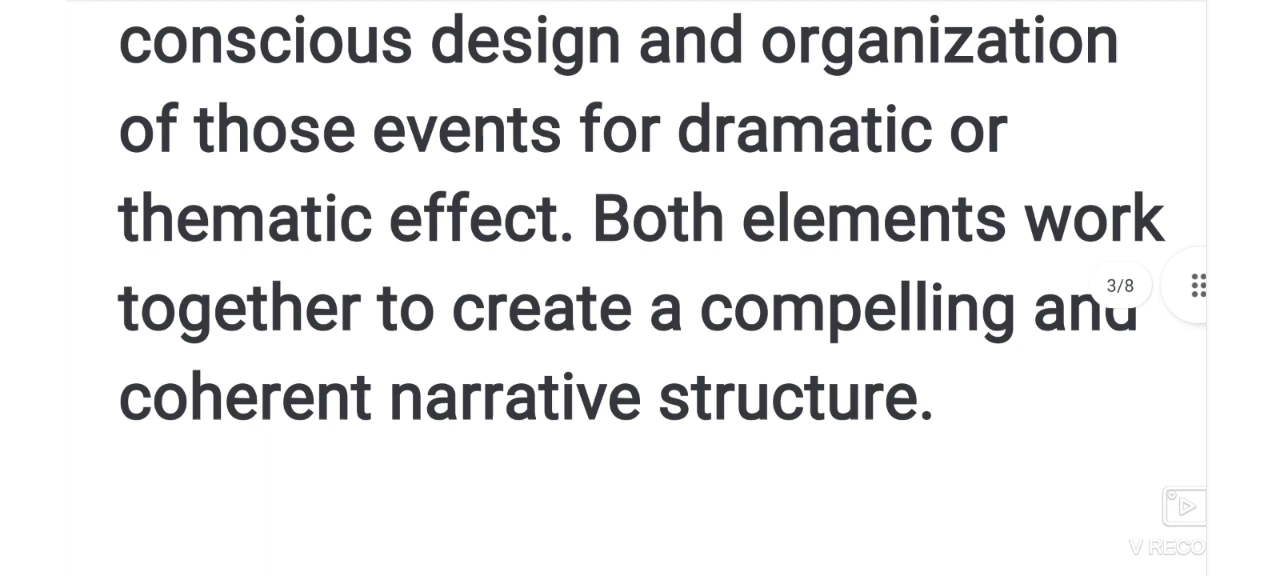 conscious design and organization
of those events for dramatic or
thematic effect. Both elements work
together to create a compelling and
coherent narrative structure.
3/8
V RECO